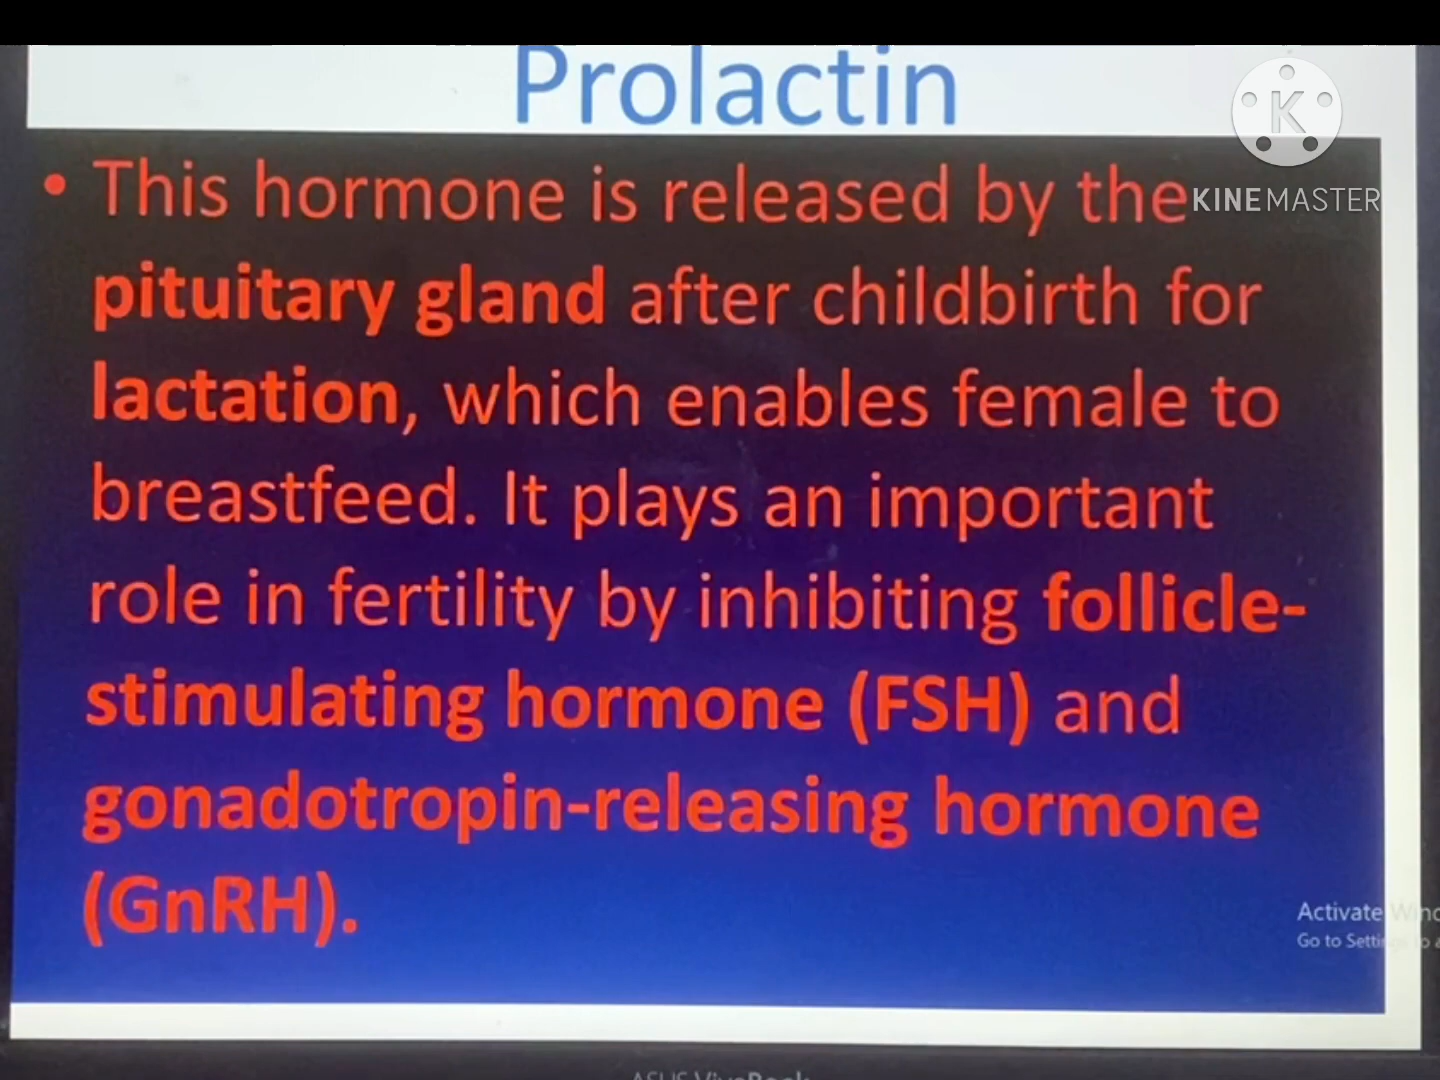 Prolactin
K
KINEMASTER
• This hormone is released by the
pituitary gland after childbirth for
lactation, which enables female to
breastfeed. It plays an important
role in fertility by inhibiting follicle-
stimulating hormone (FSH) and
gonadotropin-releasing hormone
(GnRH).
Activate
Go to
ASUS VivoBook